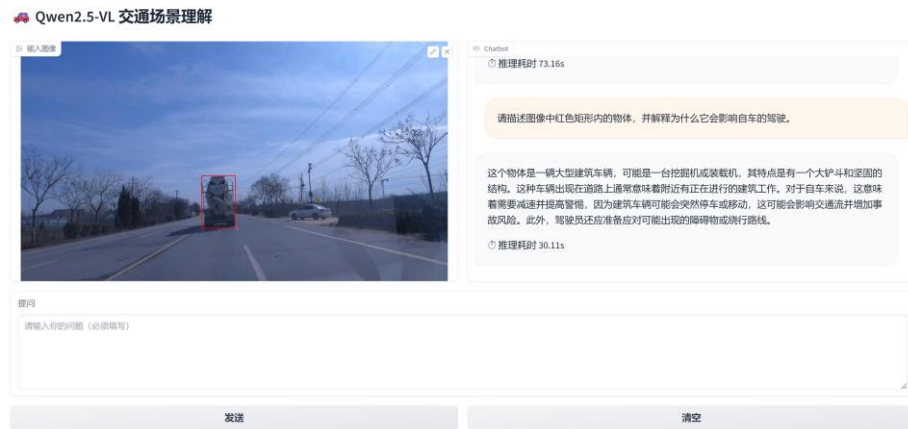 Qwen2.5-VL 交通场景理解
输入图像
Chatbot
推理耗时 73.16s
请描述图像中红色矩形内的物体，并解释为什么它会影响自车的驾驶。
这个物体是一辆大型建筑车辆，可能是一台挖掘机或装载机，其特点是有一个大铲斗和坚固的
结构。这种车辆出现在道路上通常意味着附近有正在进行的建筑工作。对于自车来说，这意味
着需要减速并提高警惕，因为建筑车辆可能会突然停车或移动，这可能会影响交通流并增加事
故风险。此外，驾驶员还应准备应对可能出现的障碍物或绕行路线。
推理耗时 30.11s
提问
请输入你的问题（必须填写）
发送
清空